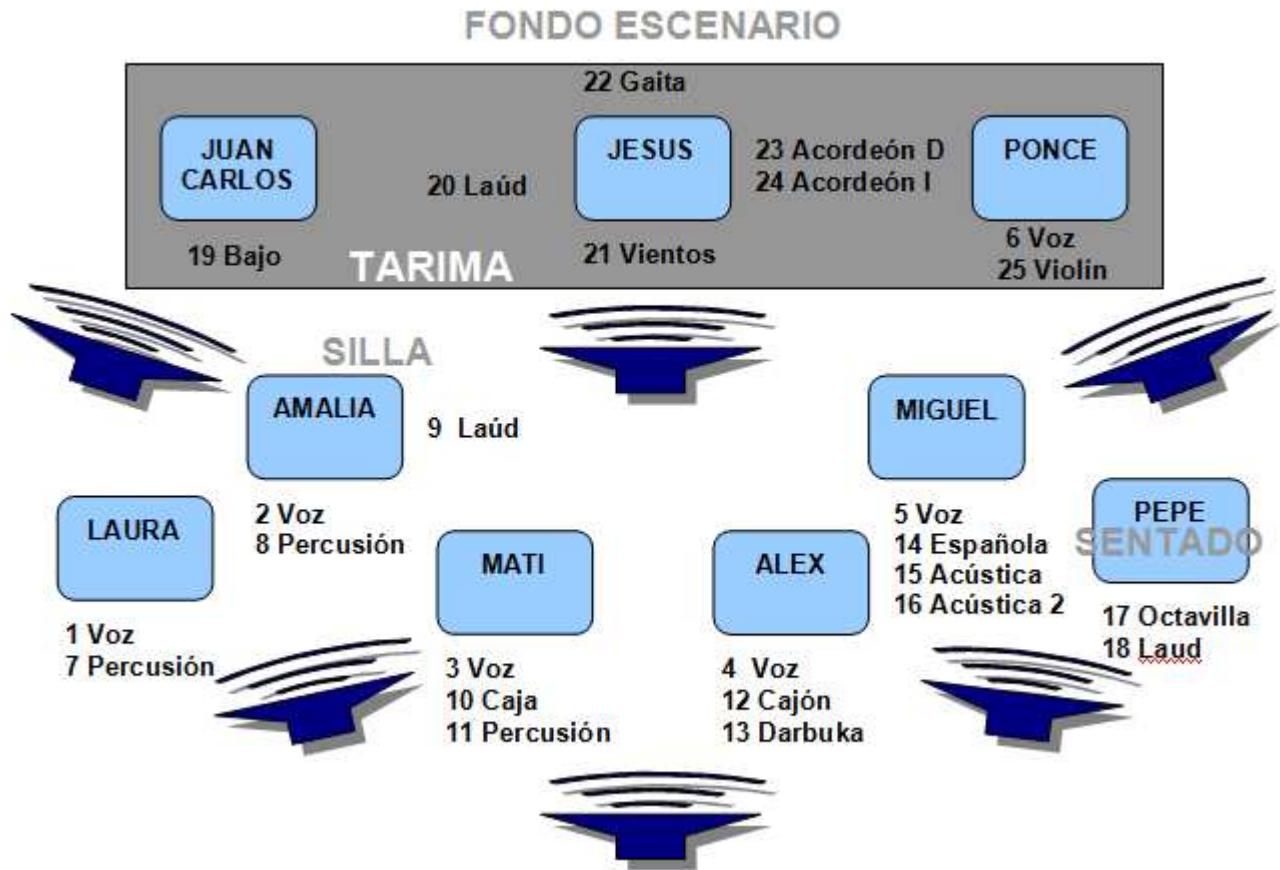 FONDO ESCENARIO
22 Gaita
JUAN
CARLOS
20 Laúd
JESUS
23 Acordeón D
24 Acordeón I
PONCE
19 Bajo
TARIMA
21 Vientos
6 Voz
25 Violín
SILLA
AMALIA
9 Laúd
MIGUEL
LAURA
2 Voz
8 Percusión
MATI
ALEX
5 Voz
14 Española
15 Acústica
16 Acústica 2
PEPE
SENTADO
1 Voz
7 Percusión
3 Voz
10 Caja
11 Percusión
4 Voz
12 Cajón
13 Darbuka
17 Octavilla
18 Laud